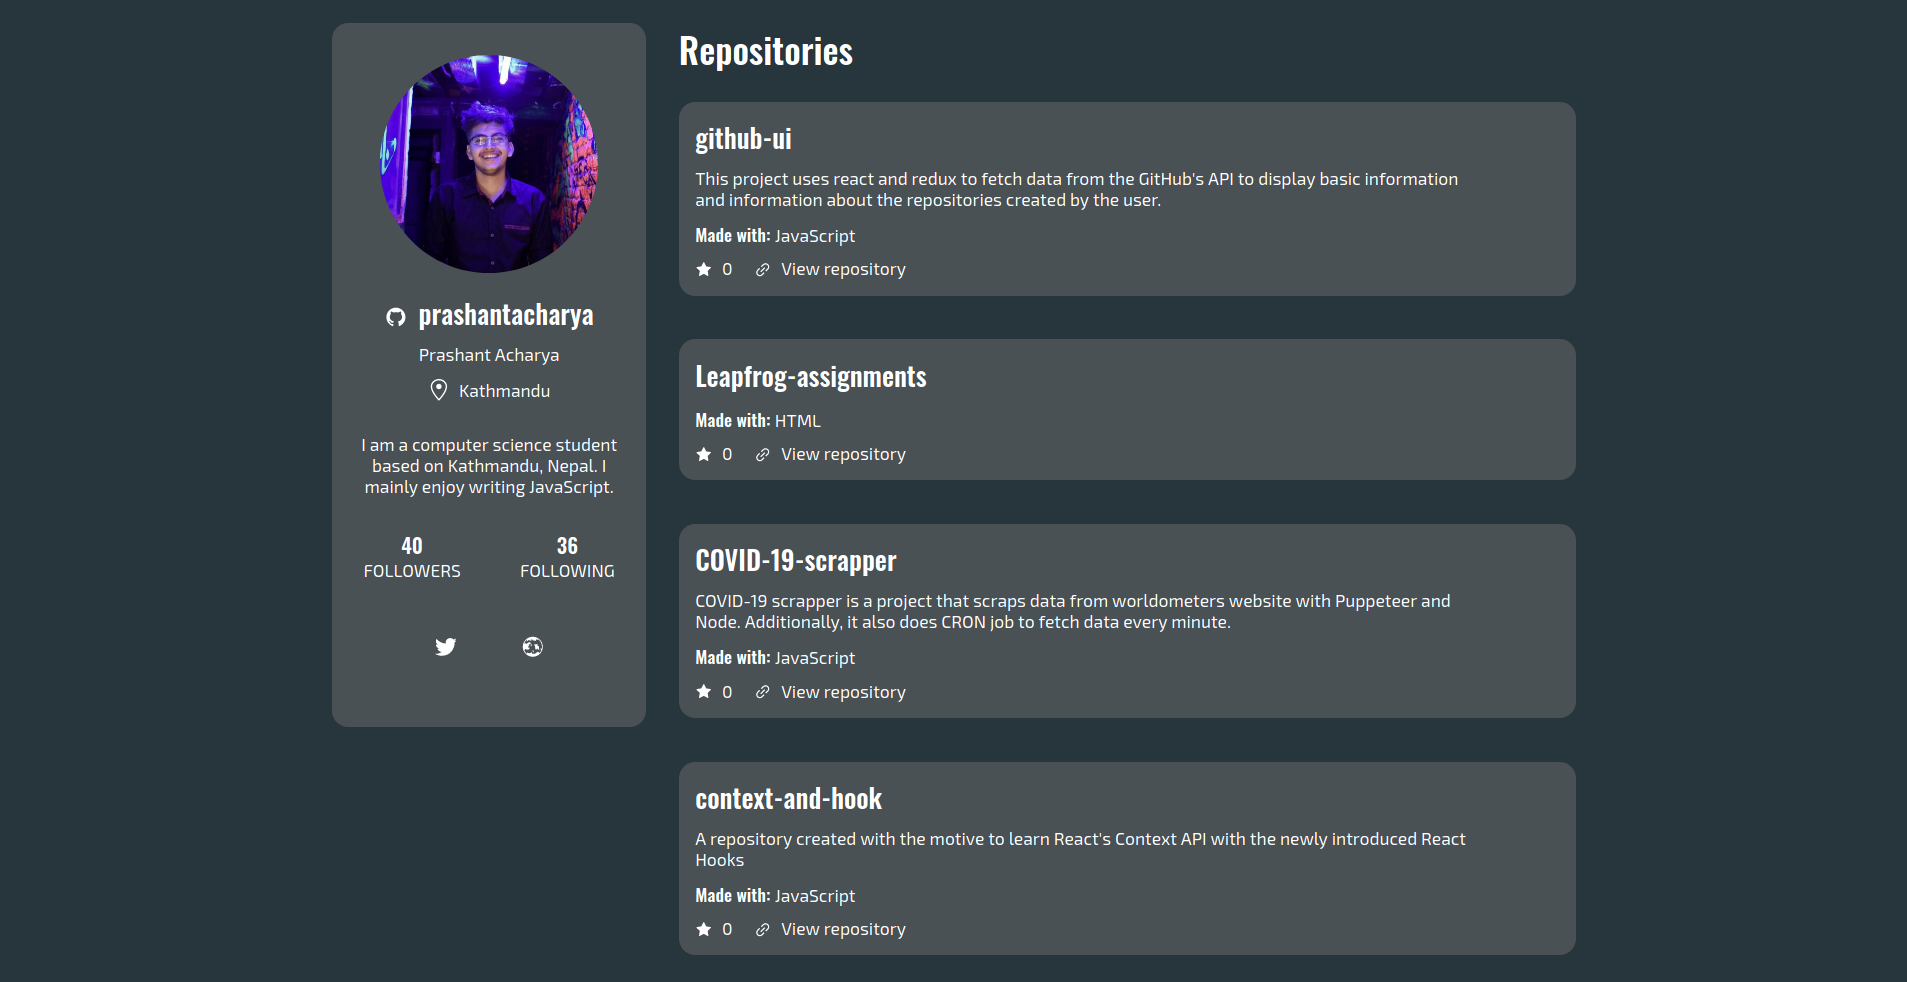 prashantacharya
Prashant Acharya
Kathmandu
I am a computer science student
based on Kathmandu, Nepal. I
mainly enjoy writing JavaScript.
40 36
FOLLOWERS FOLLOWING
Repositories
github-ui
This project uses react and redux to fetch data from the GitHub's API to display basic information
and information about the repositories created by the user.
Made with: JavaScript
0 View repository
Leapfrog-assignments
Made with: HTML
0 View repository
COVID-19-scrapper
COVID-19 scrapper is a project that scraps data from worldometers website with Puppeteer and
Node. Additionally, it also does CRON job to fetch data every minute.
Made with: JavaScript
0 View repository
context-and-hook
A repository created with the motive to learn React's Context API with the newly introduced React
Hooks
Made with: JavaScript
0 View repository